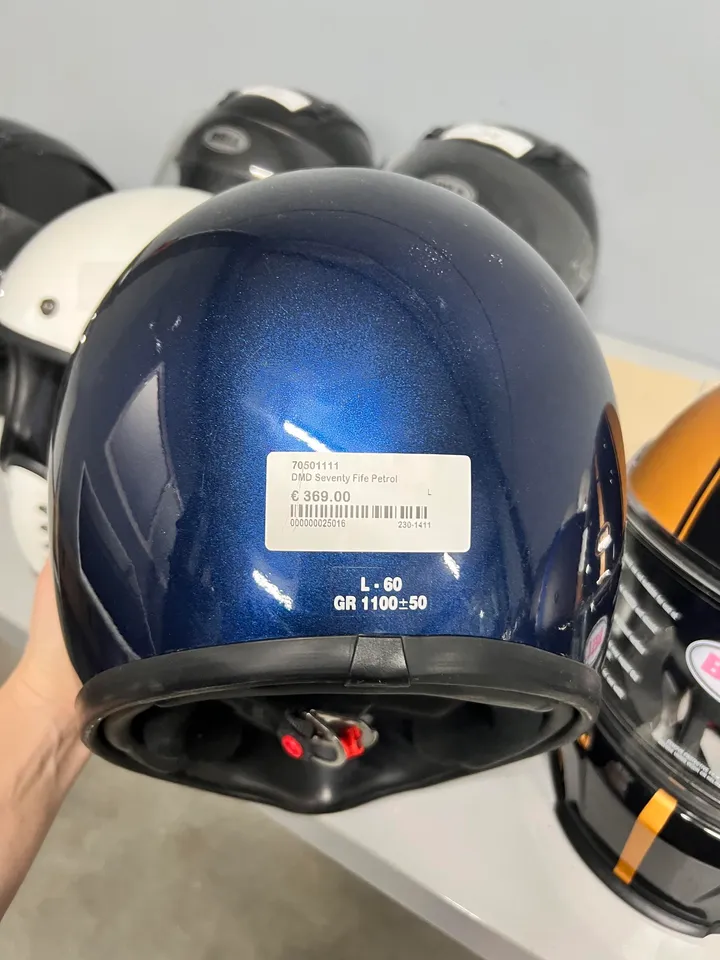 70501111
DMD Seventy Fife Petrol
€ 369.00
L
000000025016 230-1411
L - 60
GR 1100±50